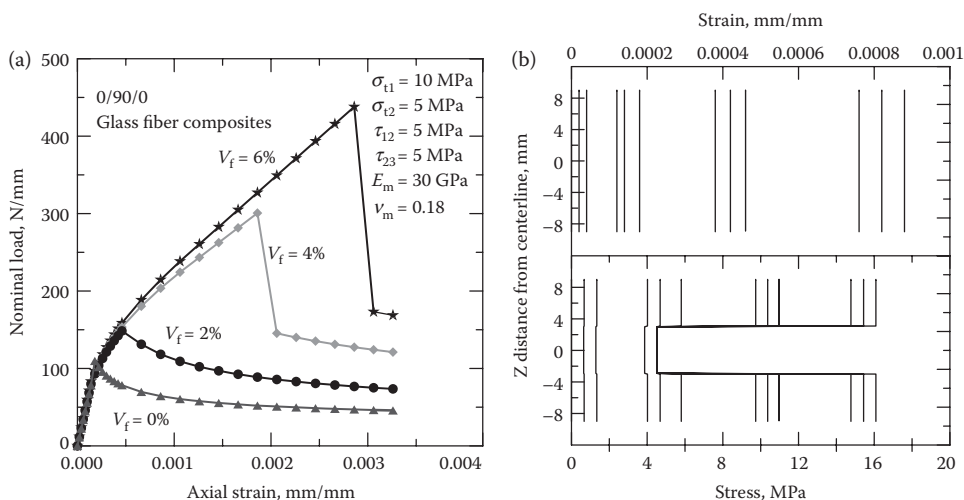 (a)
500
400
300
200
100
0
Nominal load, N/mm
0/90/0
Glass fiber composites
σt1 = 10 MPa
σt2 = 5 MPa
τ12 = 5 MPa
τ23 = 5 MPa
Em = 30 GPa
νm = 0.18
Vf = 6%
Vf = 4%
Vf = 2%
Vf = 0%
0.000 0.001 0.002 0.003 0.004
Axial strain, mm/mm
(b)
Strain, mm/mm
0 0.0002 0.0006 0.0006 0.0008 0.001
8
4
0
−4
−8
Z distance from centerline, mm
8
4
0
−4
−8
0 4 8 12 16 20
Stress, MPa